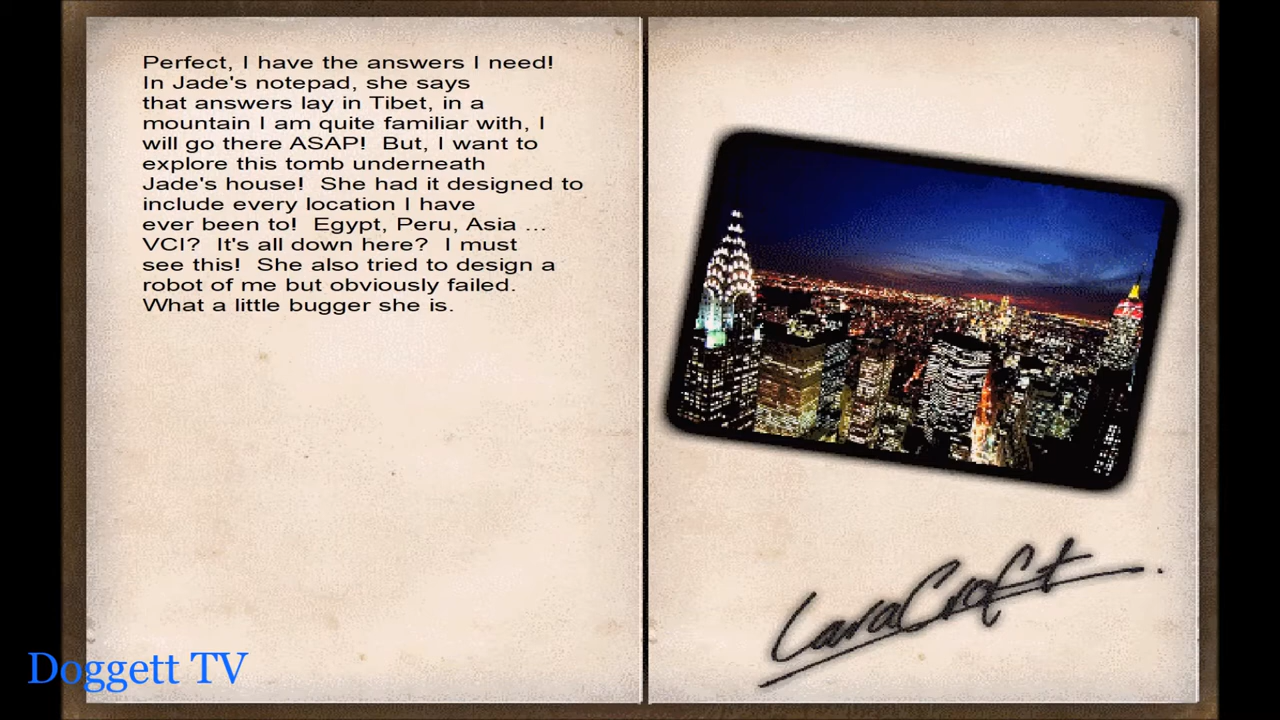 Perfect, I have the answers I need!
In Jade's notepad, she says
that answers lay in Tibet, in a
mountain I am quite familiar with, I
will go there ASAP!  But, I want to
explore this tomb underneath
Jade's house!  She had it designed to
include every location I have
ever been to!  Egypt, Peru, Asia ...
VCI?  It's all down here?  I must
see this!  She also tried to design a
robot of me but obviously failed.
What a little bugger she is.
Lara Croft.
Doggett TV